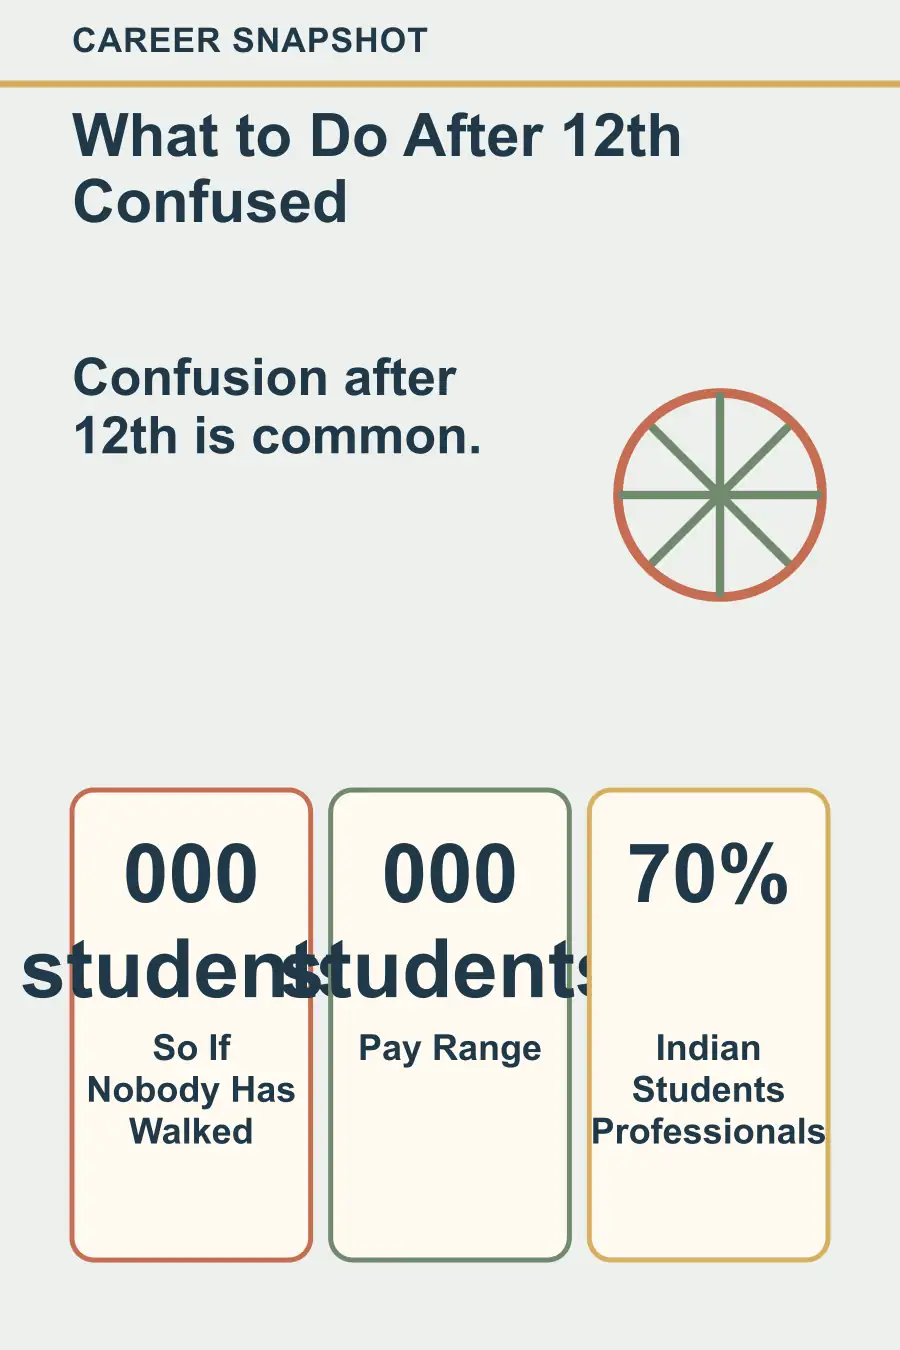 CAREER SNAPSHOT
What to Do After 12th
Confused
Confusion after
12th is common.
000
students
So If
Nobody Has
Walked
000
students
Pay Range
70%
Indian
Students
Professionals